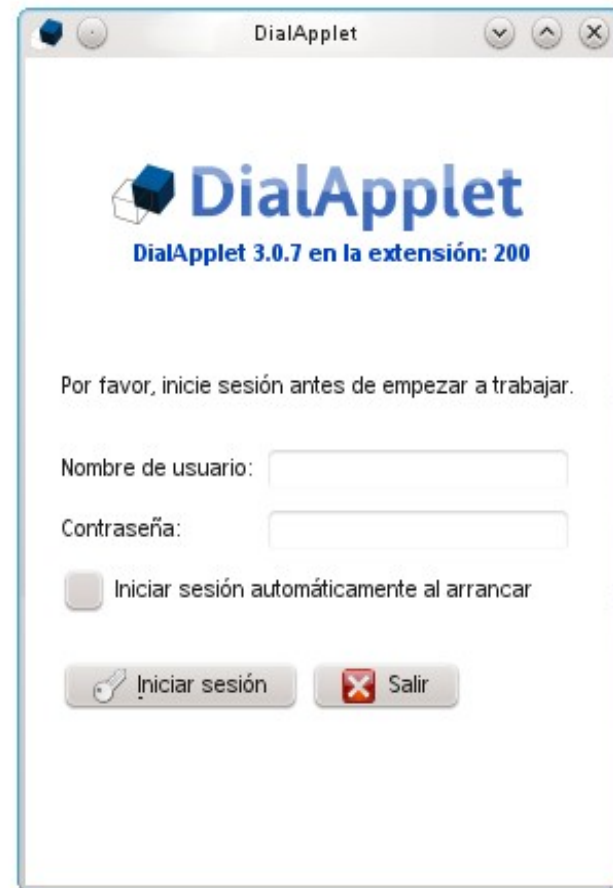 DialApplet
DialApplet
DialApplet 3.0.7 en la extensión: 200
Por favor, inicie sesión antes de empezar a trabajar.
Nombre de usuario:
Contraseña:
Iniciar sesión automáticamente al arrancar
Iniciar sesión Salir